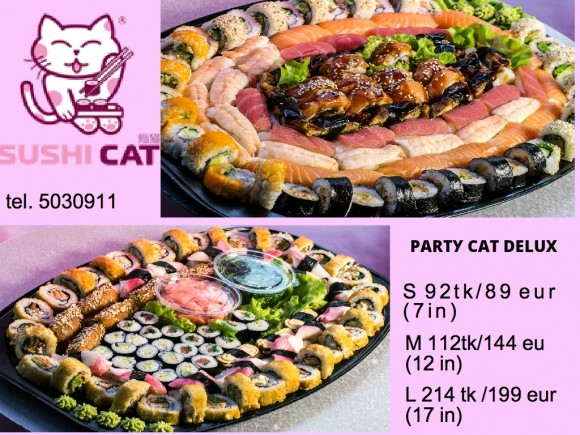 ®
SUSHI CAT
tel. 5030911
PARTY CAT DELUX
S 92tk/89 eur
(7in)
M 112tk/144 eu
(12 in)
L 214 tk /199 eur
(17 in)